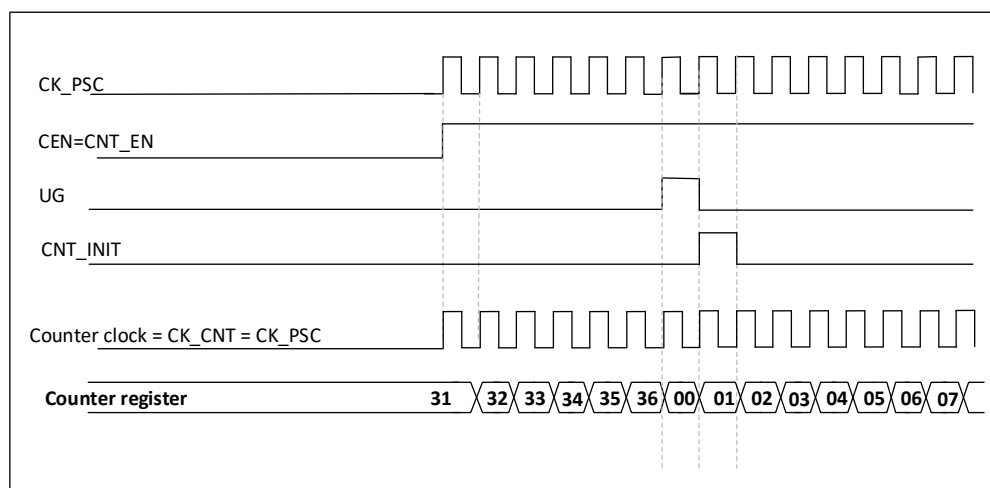 CK_PSC
CEN=CNT_EN
UG
CNT_INIT
Counter clock = CK_CNT = CK_PSC
Counter register 31 32 33 34 35 36 00 01 02 03 04 05 06 07